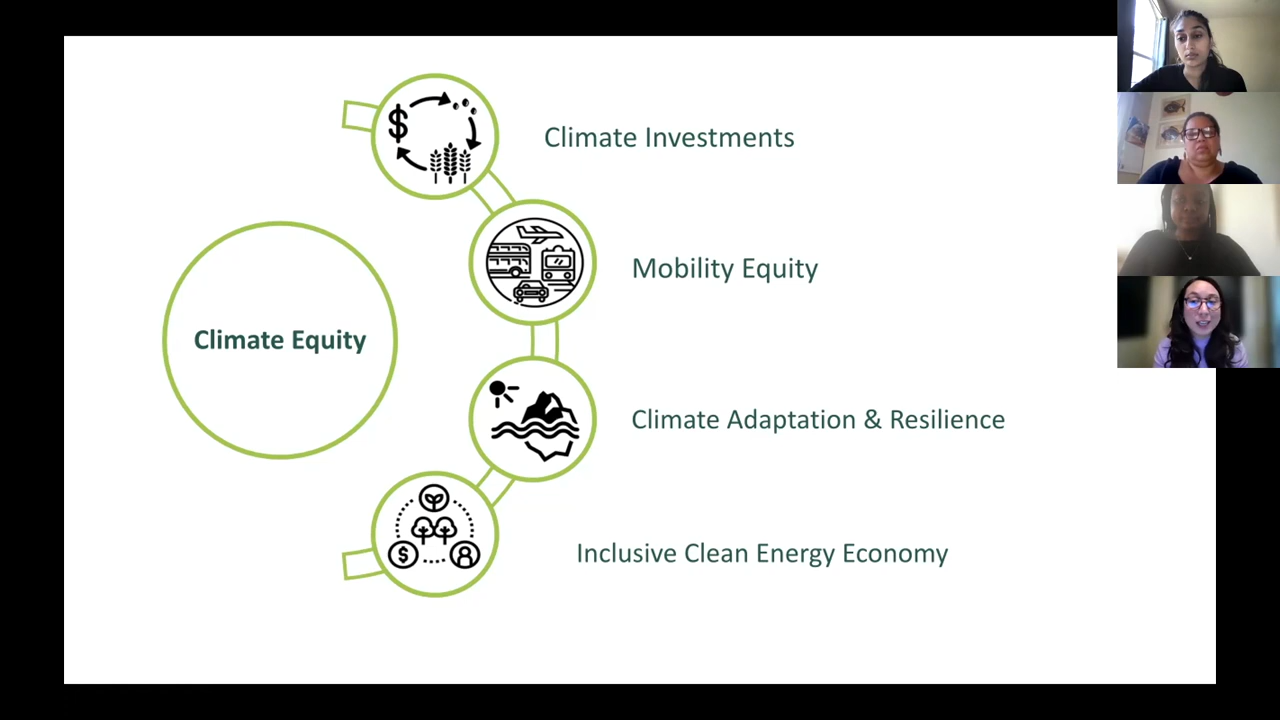 Climate Investments
Mobility Equity
Climate Equity
Climate Adaptation & Resilience
Inclusive Clean Energy Economy